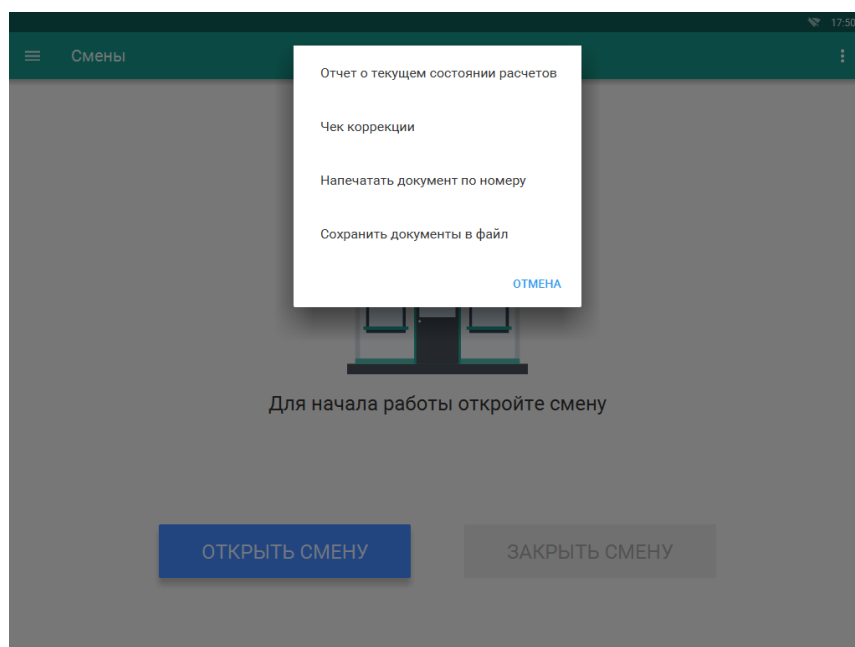 17:50
Смены
Отчет о текущем состоянии расчетов
Чек коррекции
Напечатать документ по номеру
Сохранить документы в файл
ОТМЕНА
Для начала работы откройте смену
ОТКРЫТЬ СМЕНУ
ЗАКРЫТЬ СМЕНУ